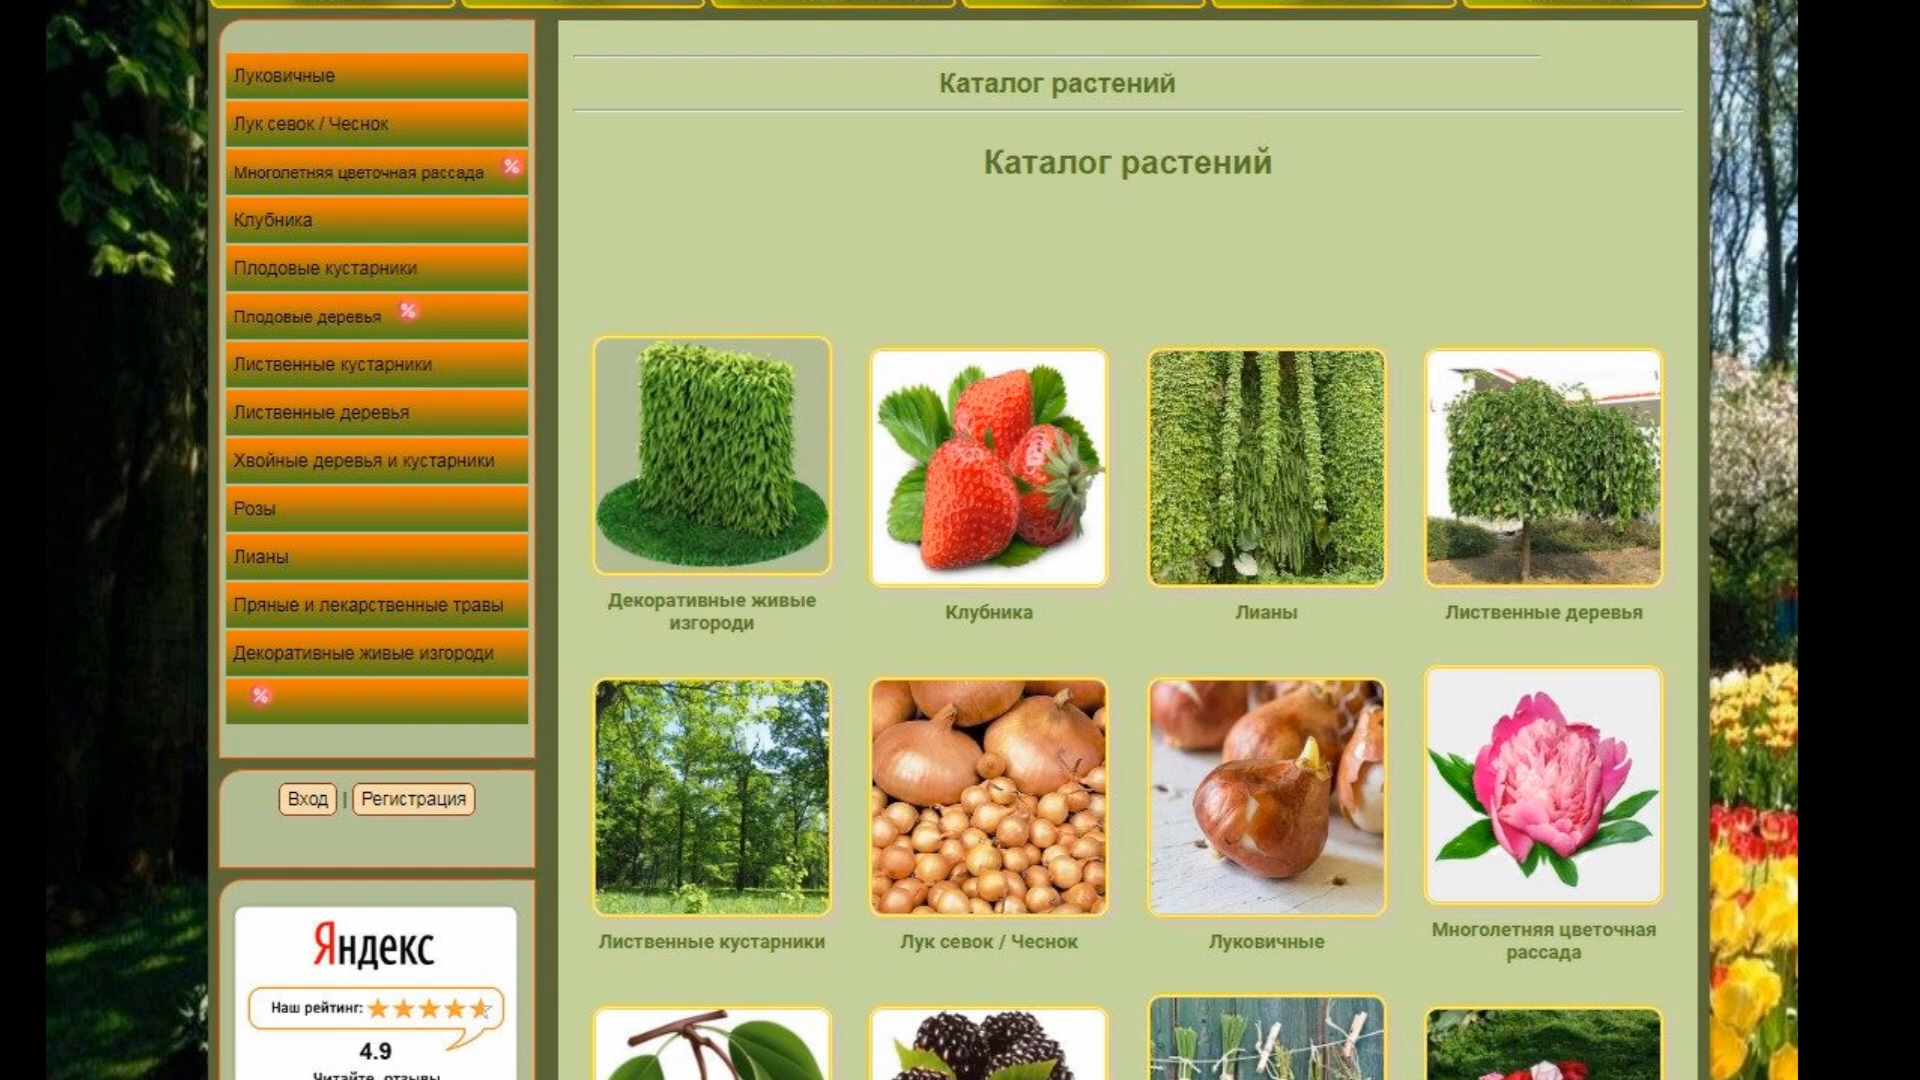 Луковичные
Лук севок / Чеснок
Многолетняя цветочная рассада %
Клубника
Плодовые кустарники
Плодовые деревья %
Лиственные кустарники
Лиственные деревья
Хвойные деревья и кустарники
Розы
Лианы
Пряные и лекарственные травы
Декоративные живые изгороди
%
Вход | Регистрация
Яндекс
Наш рейтинг:
4.9
Читайте отзывы
Каталог растений
Каталог растений
Декоративные живые
изгороди
Клубника
Лианы
Лиственные деревья
Лиственные кустарники
Лук севок / Чеснок
Луковичные
Многолетняя цветочная
рассада